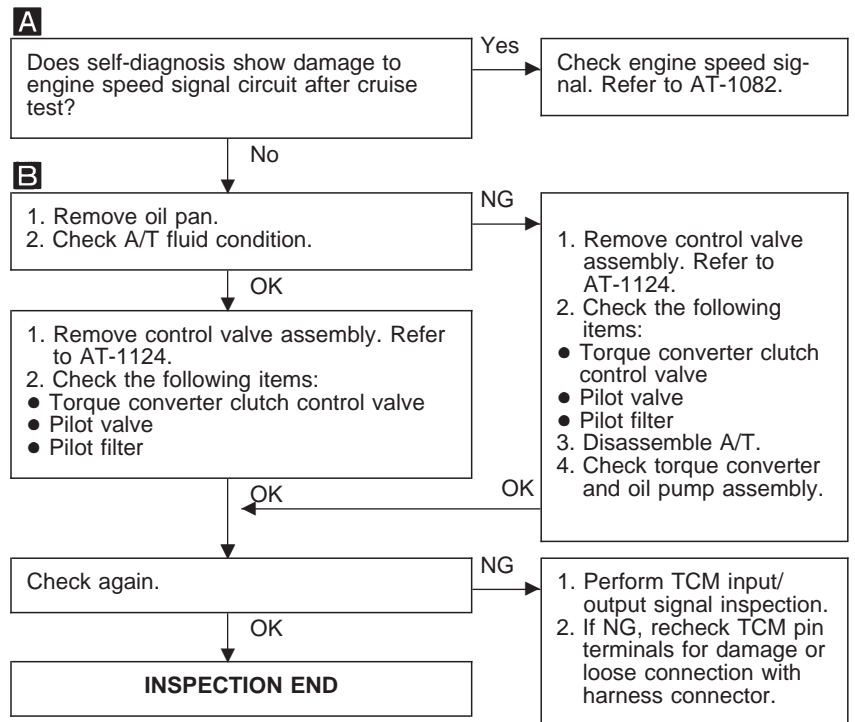 A
Does self-diagnosis show damage to
engine speed signal circuit after cruise
test?
Yes
Check engine speed sig-
nal. Refer to AT-1082.
No
B
1. Remove oil pan.
2. Check A/T fluid condition.
NG
1. Remove control valve
assembly. Refer to
AT-1124.
2. Check the following
items:
● Torque converter clutch
control valve
● Pilot valve
● Pilot filter
3. Disassemble A/T.
4. Check torque converter
and oil pump assembly.
OK
1. Remove control valve assembly. Refer
to AT-1124.
2. Check the following items:
● Torque converter clutch control valve
● Pilot valve
● Pilot filter
OK
OK
Check again.
NG
1. Perform TCM input/
output signal inspection.
2. If NG, recheck TCM pin
terminals for damage or
loose connection with
harness connector.
OK
INSPECTION END